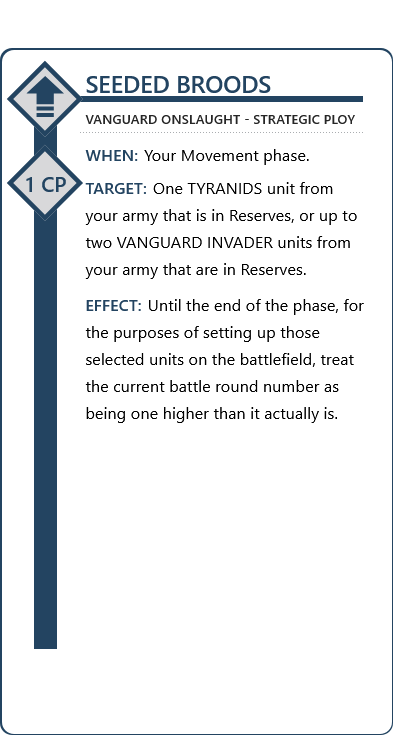 SEEDED BROODS
VANGUARD ONSLAUGHT - STRATEGIC PLOY
WHEN: Your Movement phase.
1 CP
TARGET: One TYRANIDS unit from
your army that is in Reserves, or up to
two VANGUARD INVADER units from
your army that are in Reserves.
EFFECT: Until the end of the phase, for
the purposes of setting up those
selected units on the battlefield, treat
the current battle round number as
being one higher than it actually is.